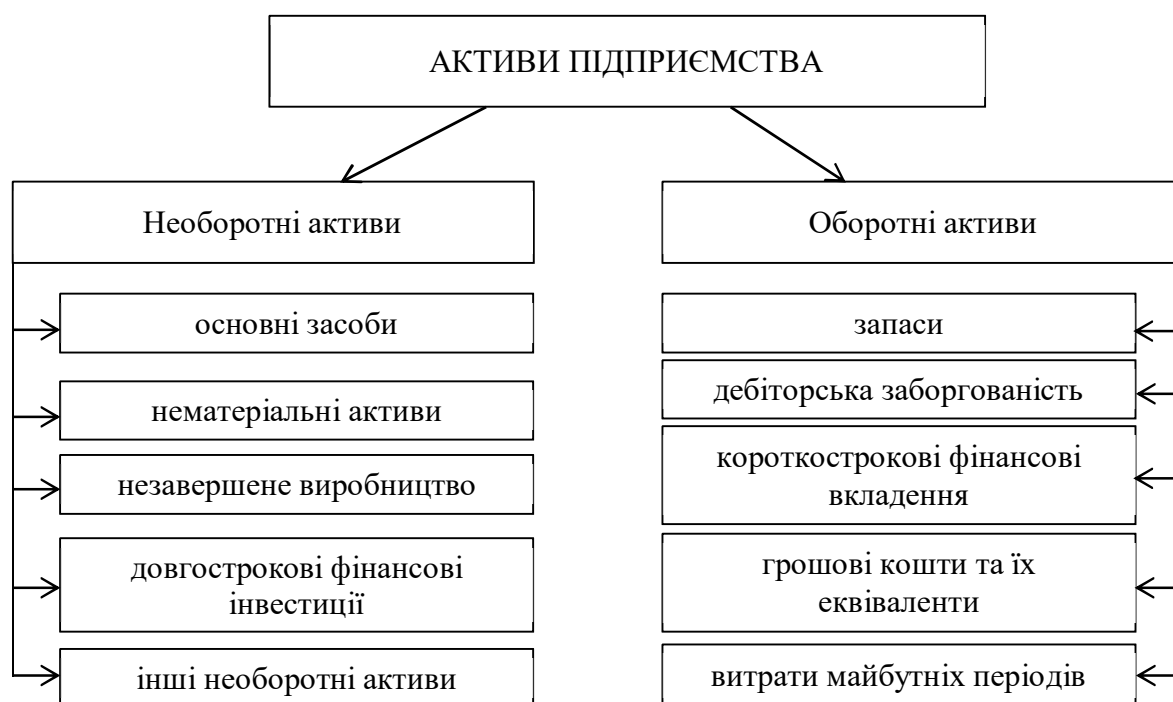 АКТИВИ ПІДПРИЄМСТВА
Необоротні активи
основні засоби
нематеріальні активи
незавершене виробництво
довгострокові фінансові
інвестиції
інші необоротні активи
Оборотні активи
запаси
дебіторська заборгованість
короткострокові фінансові
вкладення
грошові кошти та їх
еквіваленти
витрати майбутніх періодів